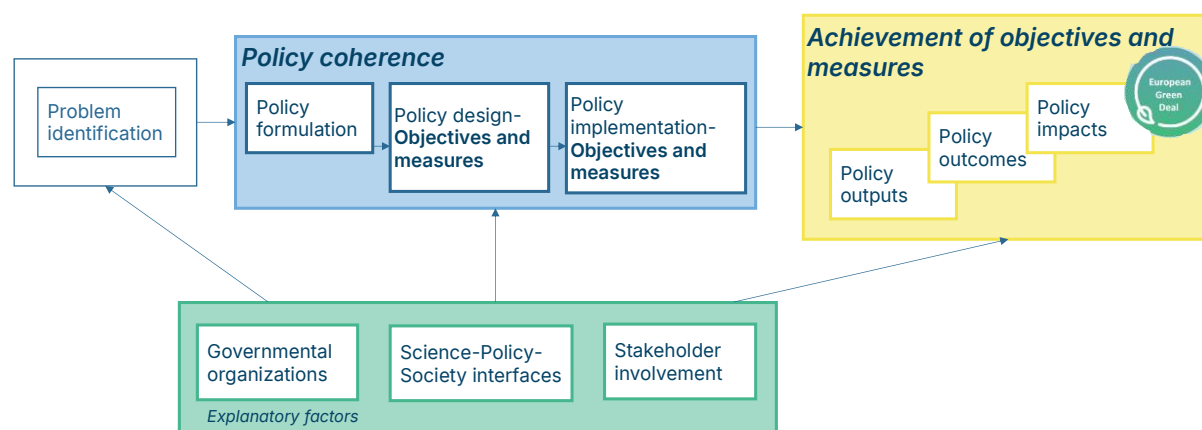 Problem
identification
Policy coherence
Policy
formulation
Policy design-
Objectives and
measures
Policy
implementation-
Objectives and
measures
Achievement of objectives and
measures
Policy
outputs
Policy
outcomes
Policy
impacts
European
Green
Deal
Governmental
organizations
Science-Policy-
Society interfaces
Stakeholder
involvement
Explanatory factors